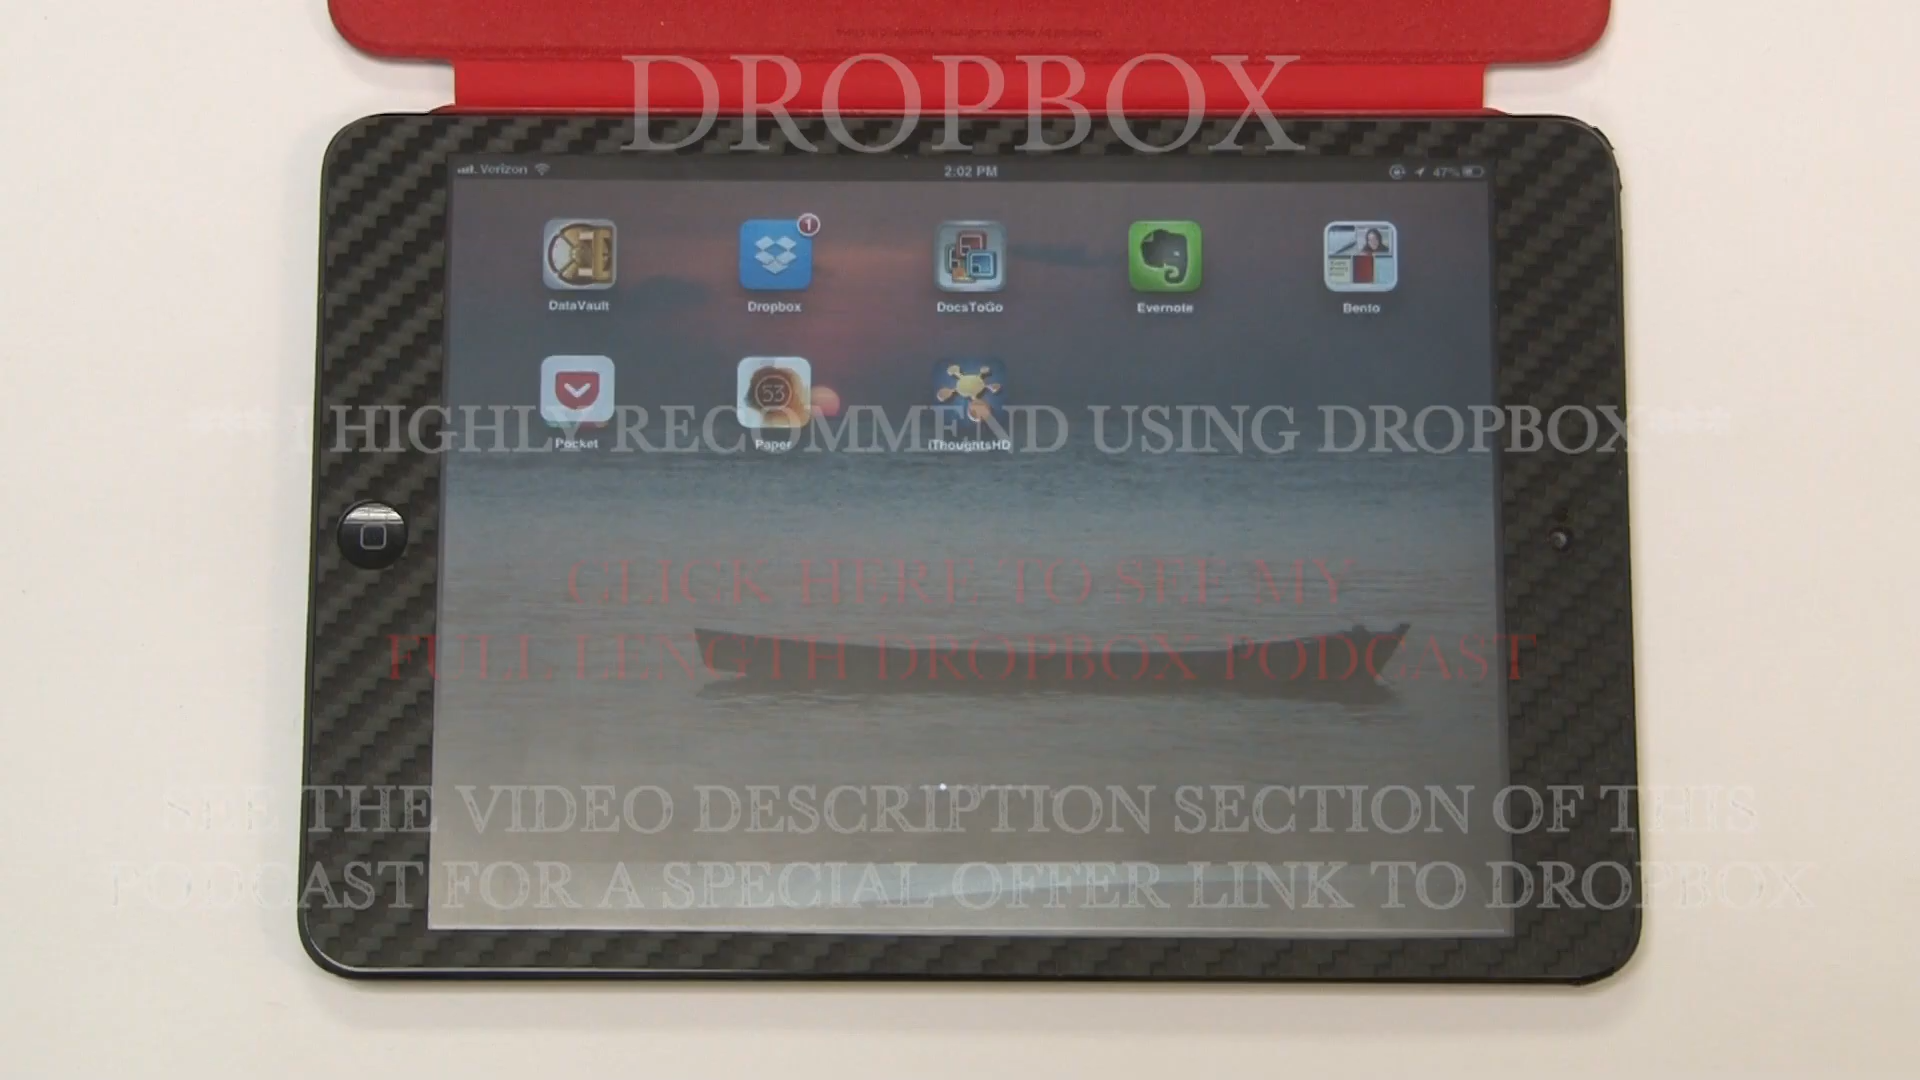 DROPBOX
Verizon 2:02 PM 47%
1
DataVault Dropbox DocsToGo Evernote Bento
53
Pocket Paper iThoughtsHD
I HIGHLY RECOMMEND USING DROPBOX
CLICK HERE TO SEE MY
FULL LENGTH DROPBOX PODCAST
SEE THE VIDEO DESCRIPTION SECTION OF THIS
PODCAST FOR A SPECIAL OFFER LINK TO DROPBOX